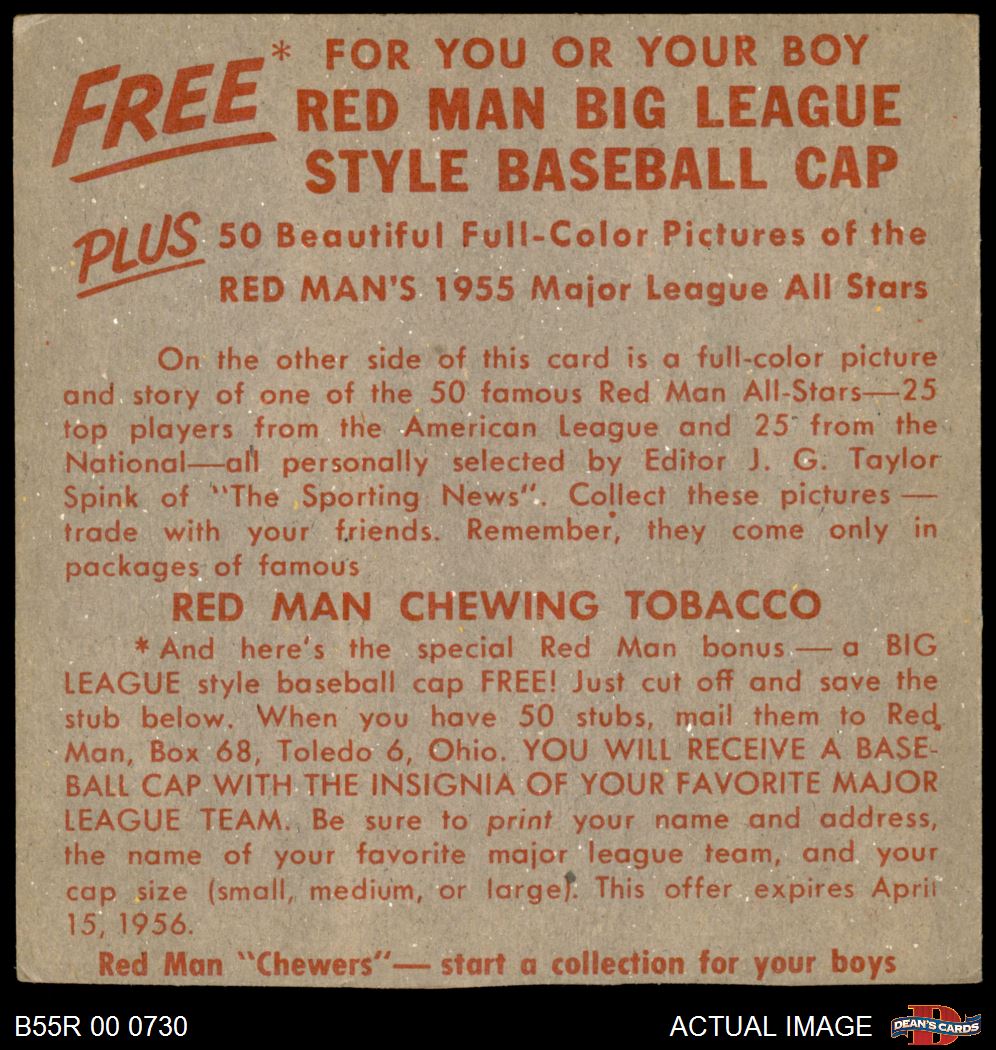 FREE* FOR YOU OR YOUR BOY
RED MAN BIG LEAGUE
STYLE BASEBALL CAP
PLUS 50 Beautiful Full-Color Pictures of the
RED MAN'S 1955 Major League All Stars
On the other side of this card is a full-color picture
and story of one of the 50 famous Red Man All-Stars—25
top players from the American League and 25 from the
National—all personally selected by Editor J. G. Taylor
Spink of "The Sporting News". Collect these pictures —
trade with your friends. Remember, they come only in
packages of famous
RED MAN CHEWING TOBACCO
*And here's the special Red Man bonus — a BIG
LEAGUE style baseball cap FREE! Just cut off and save the
stub below. When you have 50 stubs, mail them to Red
Man, Box 68, Toledo 6, Ohio. YOU WILL RECEIVE A BASE-
BALL CAP WITH THE INSIGNIA OF YOUR FAVORITE MAJOR
LEAGUE TEAM. Be sure to print your name and address,
the name of your favorite major league team, and your
cap size (small, medium, or large). This offer expires April
15, 1956.
Red Man "Chewers"— start a collection for your boys
B55R 00 0730
ACTUAL IMAGE
DEAN'S CARDS